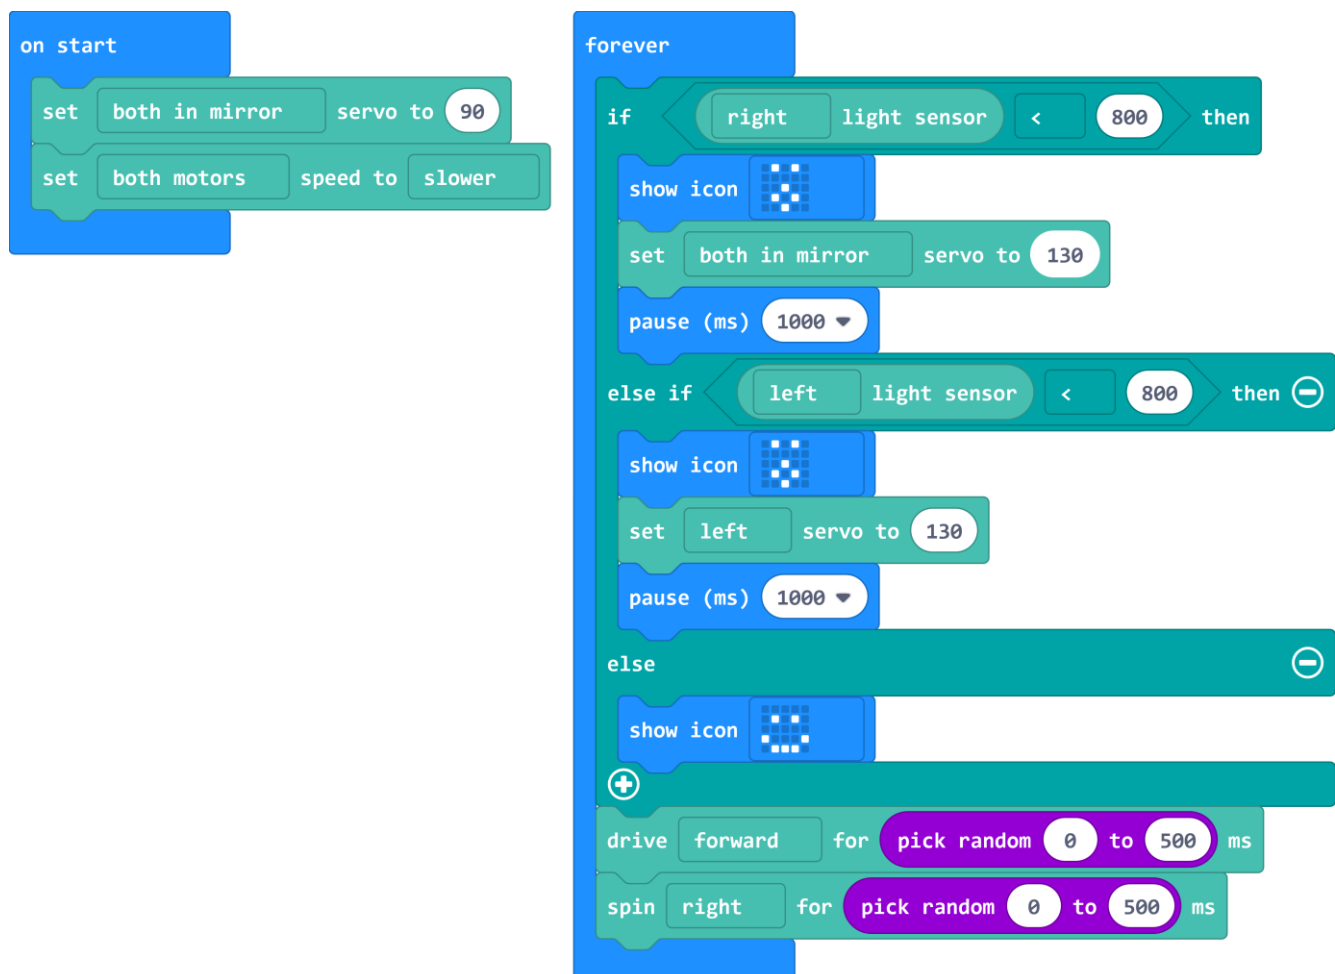 on start
set both in mirror servo to 90
set both motors speed to slower
forever
if right light sensor < 800 then
show icon
set both in mirror servo to 130
pause (ms) 1000
else if left light sensor < 800 then
show icon
set left servo to 130
pause (ms) 1000
else
show icon
drive forward for pick random 0 to 500 ms
spin right for pick random 0 to 500 ms